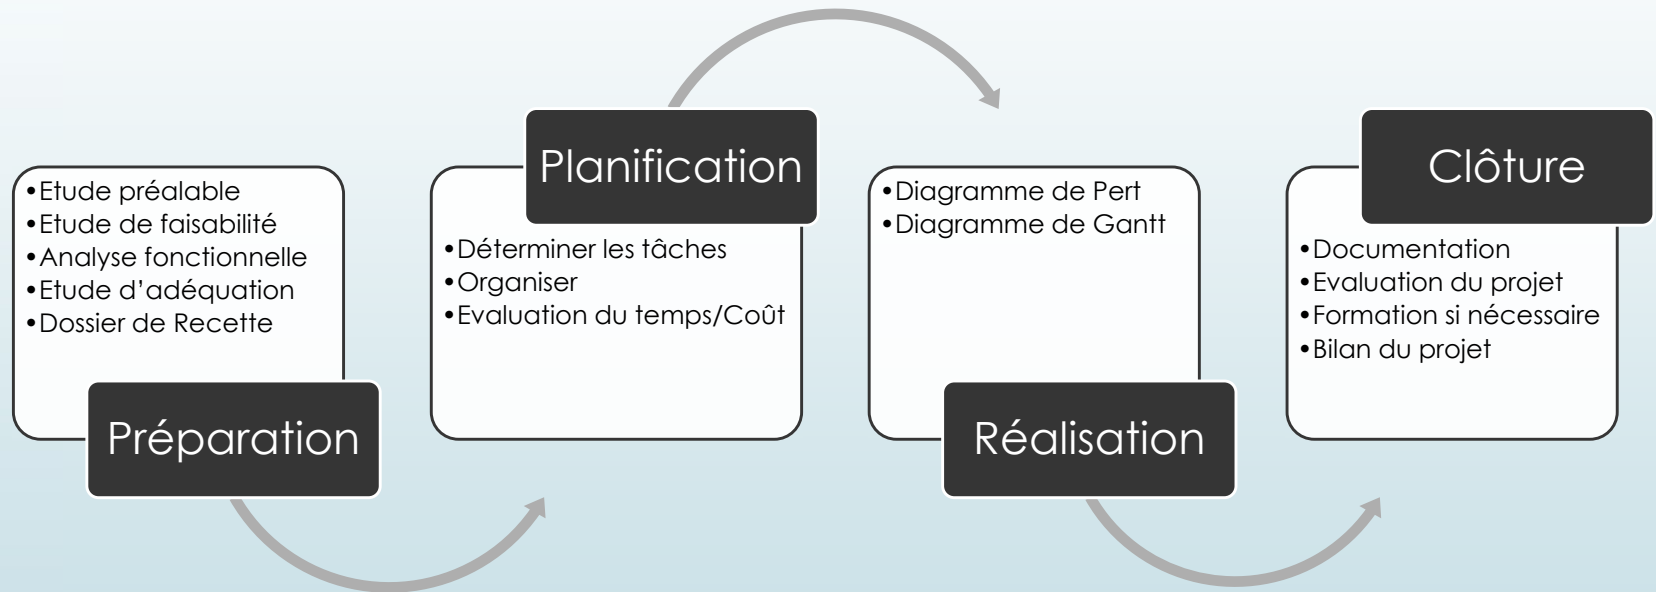 •Etude préalable
•Etude de faisabilité
•Analyse fonctionnelle
•Etude d'adéquation
•Dossier de Recette
Préparation
Planification
•Déterminer les tâches
•Organiser
•Evaluation du temps/Coût
•Diagramme de Pert
•Diagramme de Gantt
Réalisation
Clôture
•Documentation
•Evaluation du projet
•Formation si nécessaire
•Bilan du projet